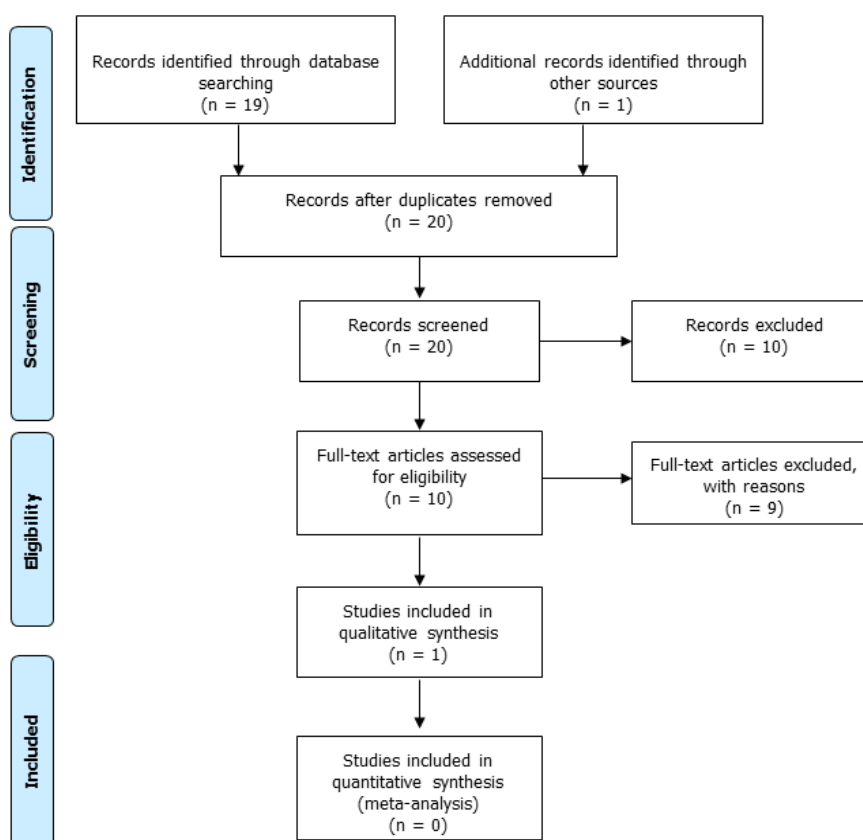 Identification
Records identified through database
searching
(n = 19)
Additional records identified through
other sources
(n = 1)
Records after duplicates removed
(n = 20)
Screening
Records screened
(n = 20)
Records excluded
(n = 10)
Eligibility
Full-text articles assessed
for eligibility
(n = 10)
Full-text articles excluded,
with reasons
(n = 9)
Studies included in
qualitative synthesis
(n = 1)
Included
Studies included in
quantitative synthesis
(meta-analysis)
(n = 0)